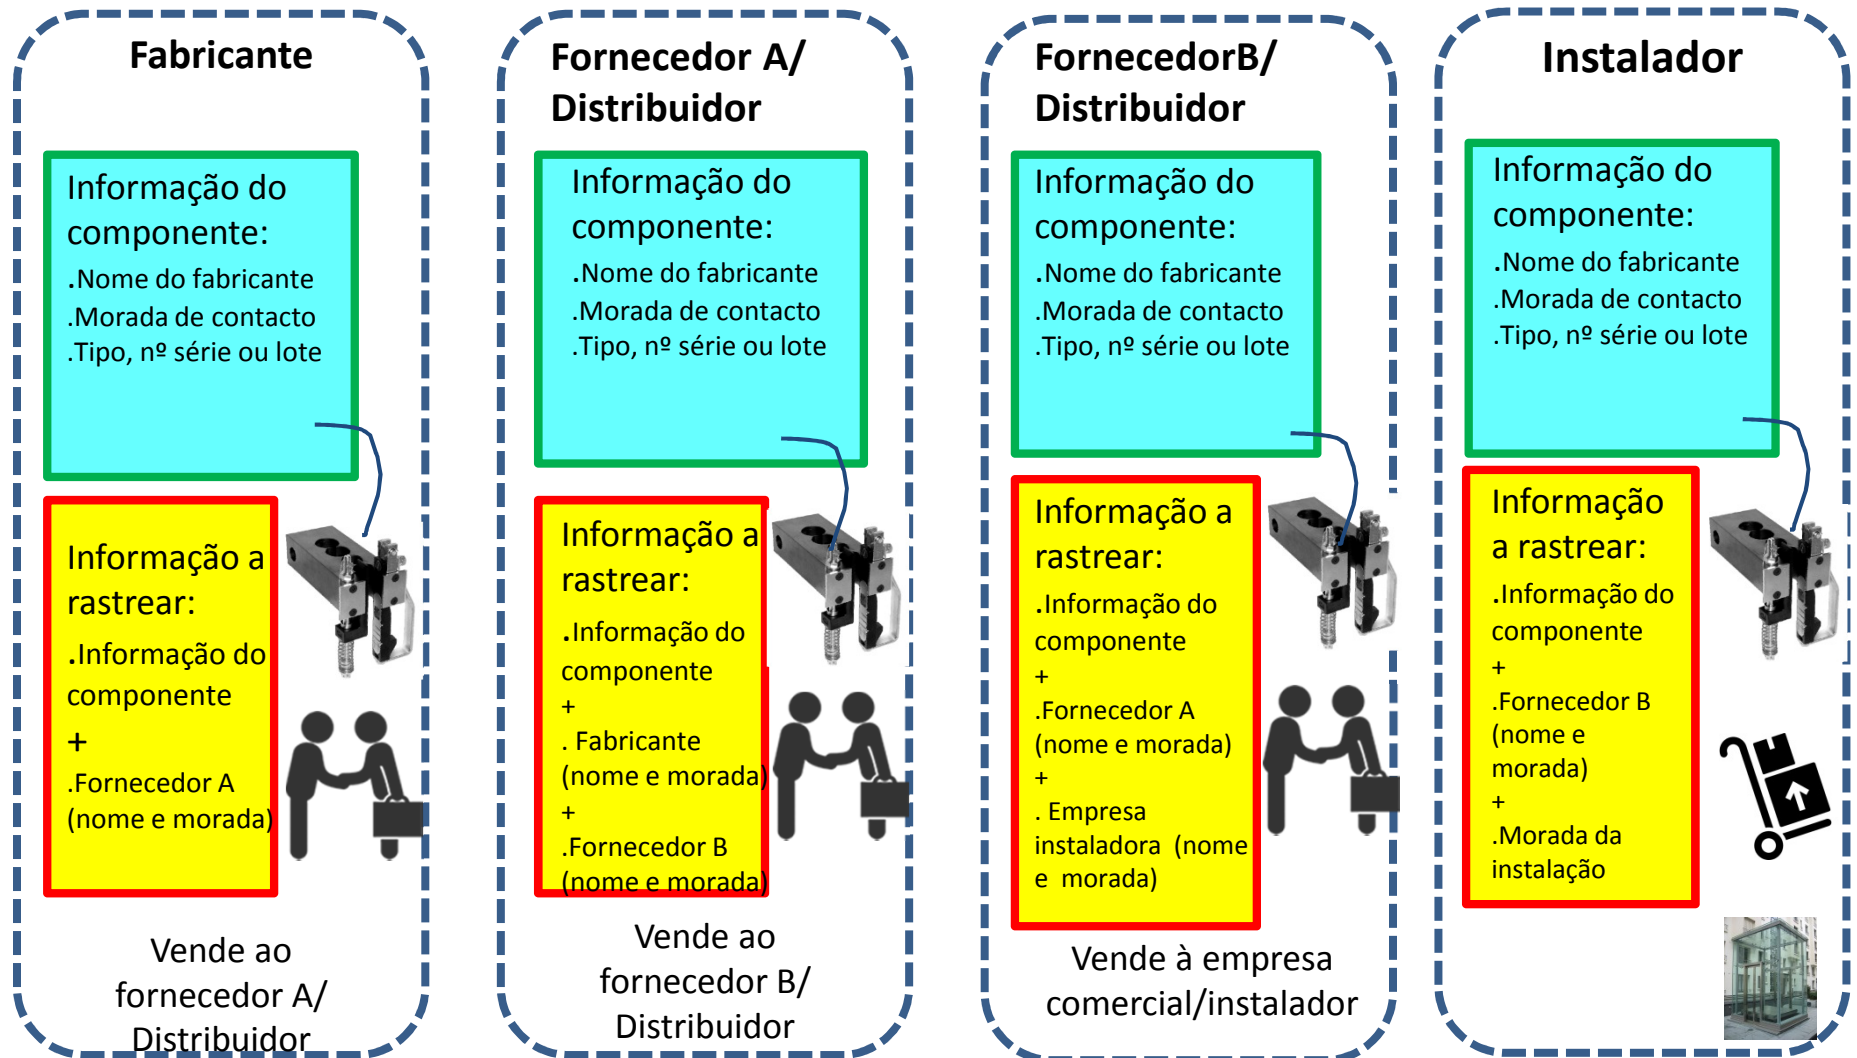 Fabricante
Informação do
componente:
.Nome do fabricante
.Morada de contacto
.Tipo, nº série ou lote
Informação a
rastrear:
.Informação do
componente
+
.Fornecedor A
(nome e morada)
Vende ao
fornecedor A/
Distribuidor
Fornecedor A/
Distribuidor
Informação do
componente:
.Nome do fabricante
.Morada de contacto
.Tipo, nº série ou lote
Informação a
rastrear:
.Informação do
componente
+
. Fabricante
(nome e morada)
+
.Fornecedor B
(nome e morada)
Vende ao
fornecedor B/
Distribuidor
FornecedorB/
Distribuidor
Informação do
componente:
.Nome do fabricante
.Morada de contacto
.Tipo, nº série ou lote
Informação a
rastrear:
.Informação do
componente
+
.Fornecedor A
(nome e morada)
+
. Empresa
instaladora (nome
e morada)
Vende à empresa
comercial/instalador
Instalador
Informação do
componente:
.Nome do fabricante
.Morada de contacto
.Tipo, nº série ou lote
Informação
a rastrear:
.Informação do
componente
+
.Fornecedor B
(nome e
morada)
+
.Morada da
instalação